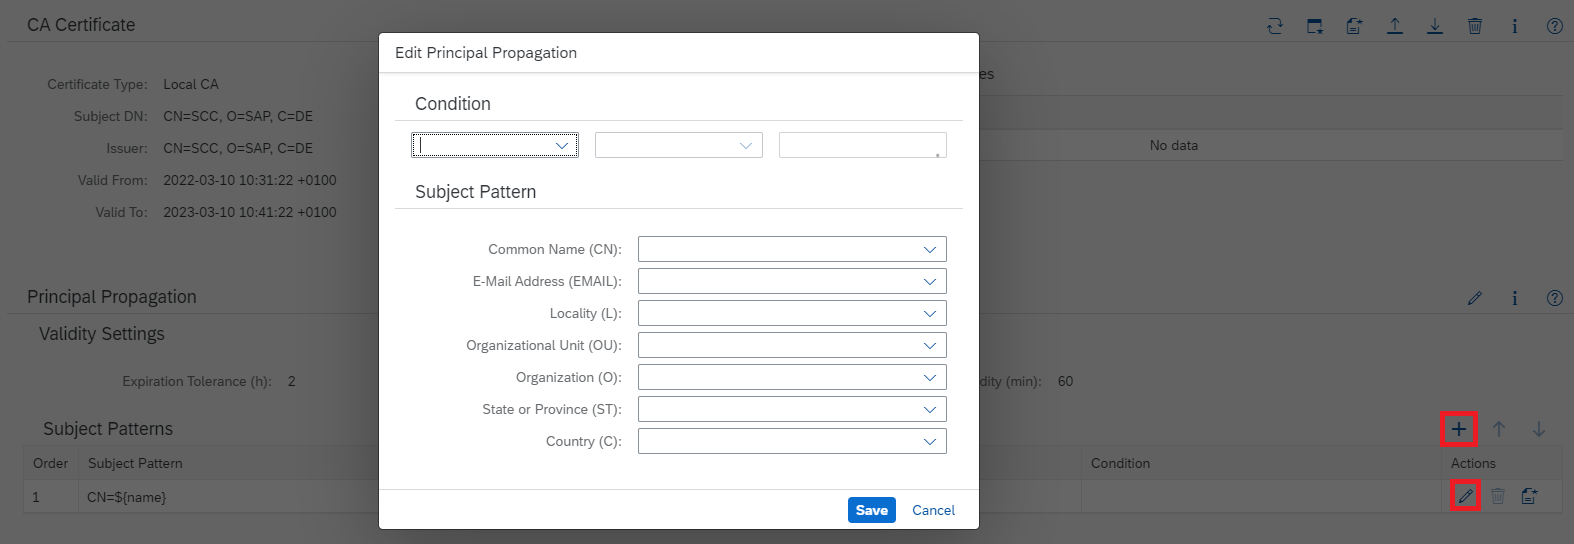 CA Certificate
Certificate Type: Local CA
Subject DN: CN=SCC, O=SAP, C=DE
Issuer: CN=SCC, O=SAP, C=DE
Valid From: 2022-03-10 10:31:22 +0100
Valid To: 2023-03-10 10:41:22 +0100
es
No data
Edit Principal Propagation
Condition
Subject Pattern
Common Name (CN):
E-Mail Address (EMAIL):
Locality (L):
Organizational Unit (OU):
Organization (O):
State or Province (ST):
Country (C):
Save Cancel
Principal Propagation
Validity Settings
Expiration Tolerance (h): 2
dity (min): 60
Subject Patterns
Order Subject Pattern Condition Actions
1 CN=${name}